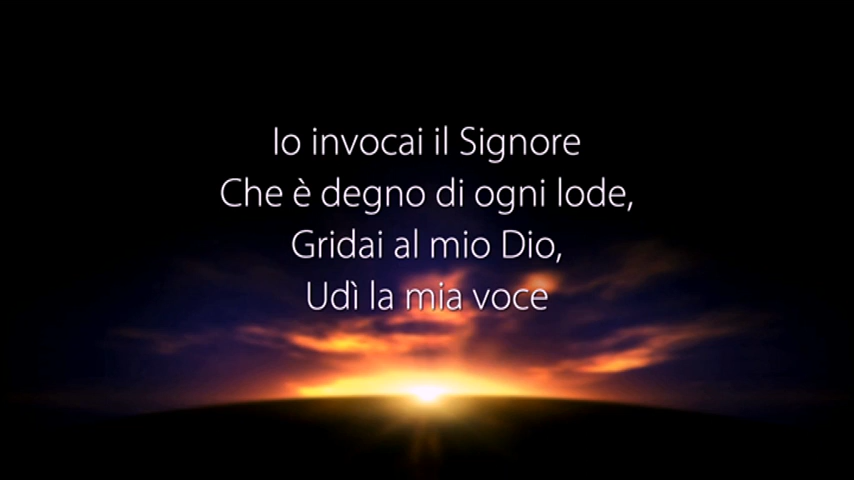 Io invocai il Signore
Che è degno di ogni lode,
Gridai al mio Dio,
Udì la mia voce